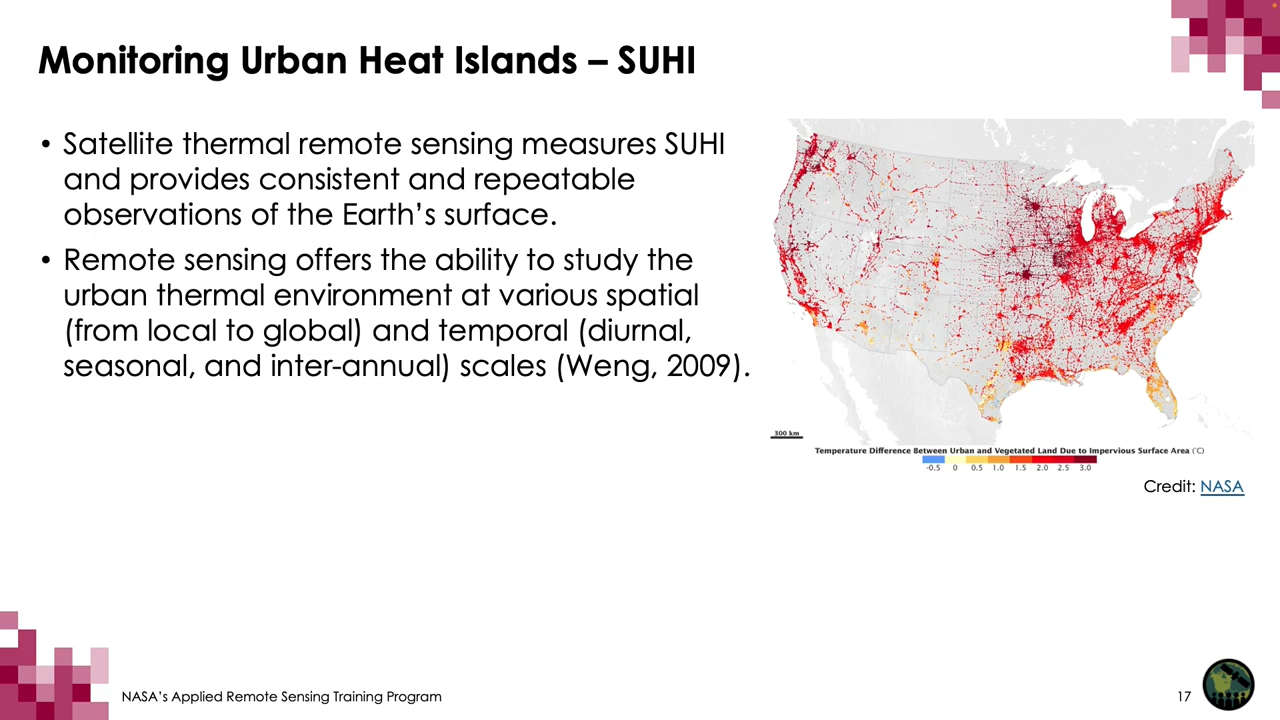 Monitoring Urban Heat Islands – SUHI
• Satellite thermal remote sensing measures SUHI
and provides consistent and repeatable
observations of the Earth’s surface.
• Remote sensing offers the ability to study the
urban thermal environment at various spatial
(from local to global) and temporal (diurnal,
seasonal, and inter-annual) scales (Weng, 2009).
300 km
Temperature Difference Between Urban and Vegetated Land Due to Impervious Surface Area (°C)
-0.5 0 0.5 1.0 1.5 2.0 2.5 3.0
Credit: NASA
NASA’s Applied Remote Sensing Training Program
17